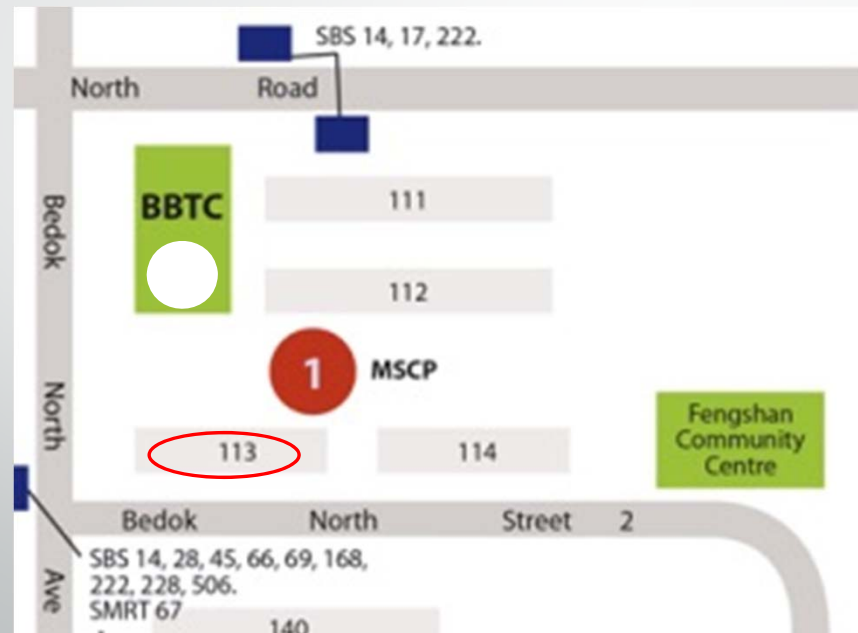 SBS 14, 17, 222.
North Road
BBTC
111
Bedok
112
1 MSCP
North
113
114
Fengshan
Community
Centre
Bedok North Street 2
SBS 14, 28, 45, 66, 69, 168,
222, 228, 506.
SMRT 67
Ave
140